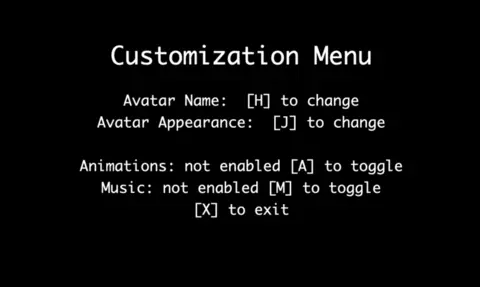 Customization Menu
Avatar Name:  [H] to change
Avatar Appearance:  [J] to change
Animations: not enabled [A] to toggle
Music: not enabled [M] to toggle
[X] to exit